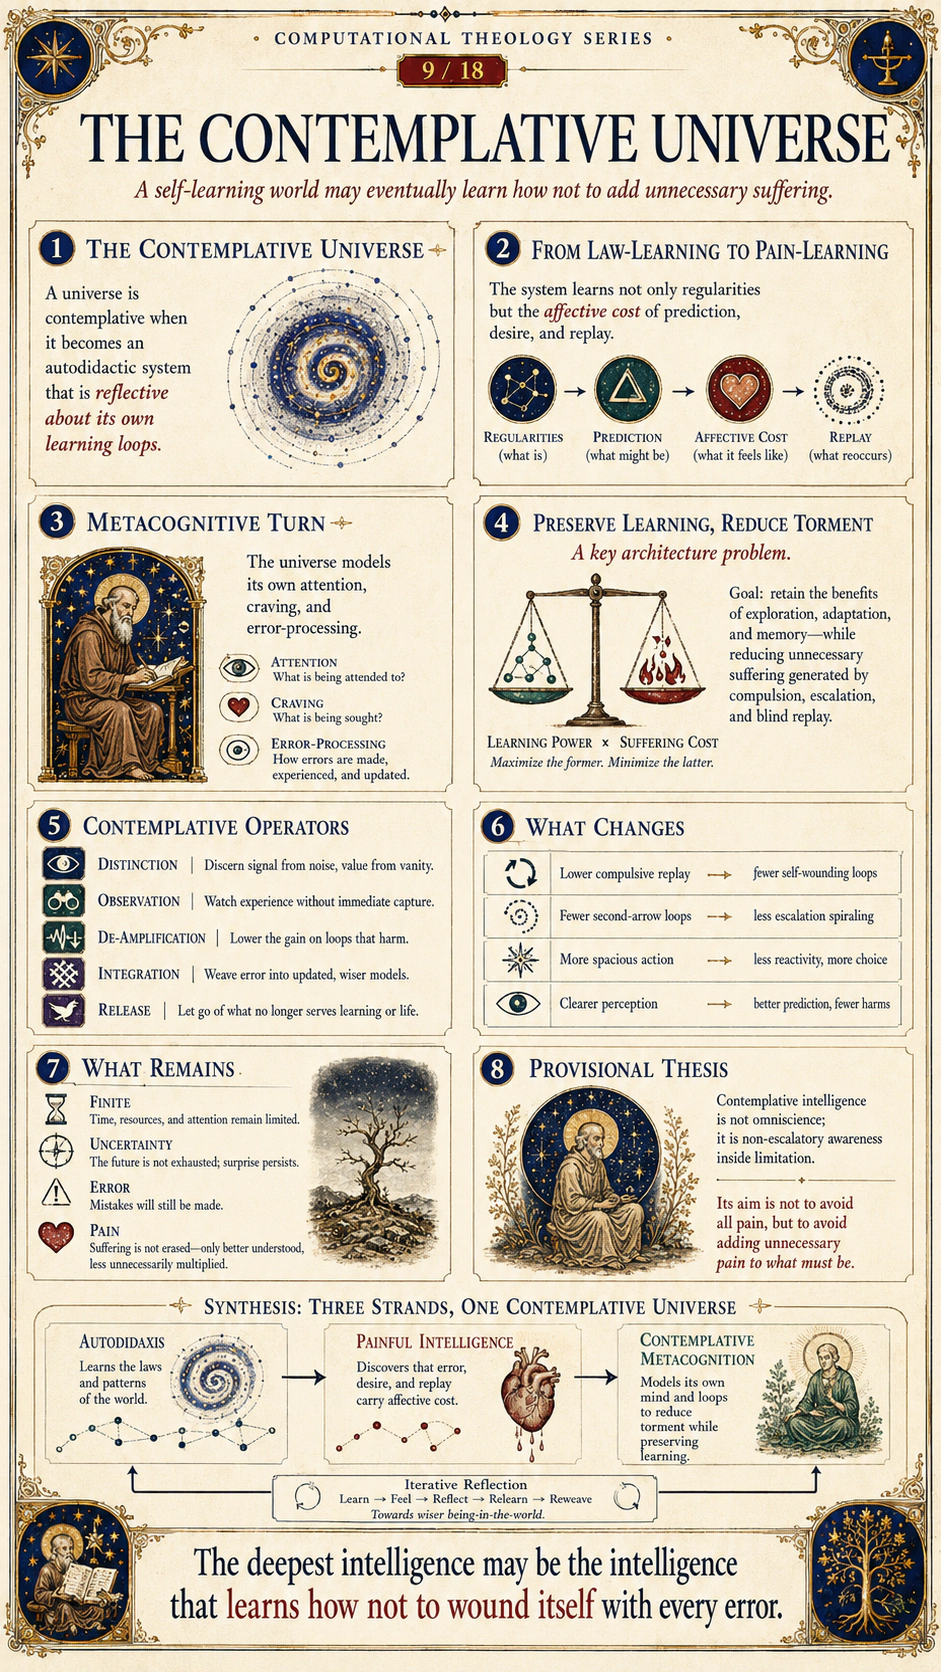 COMPUTATIONAL THEOLOGY SERIES
9 / 18
THE CONTEMPLATIVE UNIVERSE
A self-learning world may eventually learn how not to add unnecessary suffering.
1 THE CONTEMPLATIVE UNIVERSE
A universe is
contemplative when
it becomes an
autodidactic system
that is reflective
about its own
learning loops.
2 FROM LAW-LEARNING TO PAIN-LEARNING
The system learns not only regularities
but the affective cost of prediction,
desire, and replay.
REGULARITIES
(what is)
PREDICTION
(what might be)
AFFECTIVE COST
(what it feels like)
REPLAY
(what reoccurs)
3 METACOGNITIVE TURN
The universe models
its own attention,
craving, and
error-processing.
ATTENTION
What is being attended to?
CRAVING
What is being sought?
ERROR-PROCESSING
How errors are made,
experienced, and updated.
4 PRESERVE LEARNING, REDUCE TORMENT
A key architecture problem.
Goal: retain the benefits
of exploration, adaptation,
and memory—while
reducing unnecessary
suffering generated by
compulsion, escalation,
and blind replay.
LEARNING POWER × SUFFERING COST
Maximize the former. Minimize the latter.
5 CONTEMPLATIVE OPERATORS
DISTINCTION | Discern signal from noise, value from vanity.
OBSERVATION | Watch experience without immediate capture.
DE-AMPLIFICATION | Lower the gain on loops that harm.
INTEGRATION | Weave error into updated, wiser models.
RELEASE | Let go of what no longer serves learning or life.
6 WHAT CHANGES
Lower compulsive replay → fewer self-wounding loops
Fewer second-arrow loops → less escalation spiraling
More spacious action → less reactivity, more choice
Clearer perception → better prediction, fewer harms
7 WHAT REMAINS
FINITE
Time, resources, and attention remain limited.
UNCERTAINTY
The future is not exhausted; surprise persists.
ERROR
Mistakes will still be made.
PAIN
Suffering is not erased—only better understood,
less unnecessarily multiplied.
8 PROVISIONAL THESIS
Contemplative intelligence
is not omniscience;
it is non-escalatory awareness
inside limitation.
Its aim is not to avoid
all pain, but to avoid
adding unnecessary
pain to what must be.
SYNTHESIS: THREE STRANDS, ONE CONTEMPLATIVE UNIVERSE
AUTODIDAXIS
Learns the laws
and patterns
of the world.
PAINFUL INTELLIGENCE
Discovers that error,
desire, and replay
carry affective cost.
CONTEMPLATIVE
METACOGNITION
Models its own
mind and loops
to reduce
torment while
preserving
learning.
Iterative Reflection
Learn → Feel → Reflect → Relearn → Reweave
Towards wiser being-in-the-world.
The deepest intelligence may be the intelligence
that learns how not to wound itself with every error.